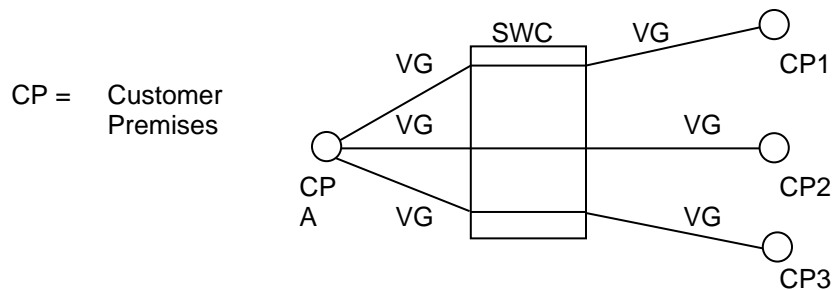 SWC
VG
VG
CP1
CP = Customer
Premises
VG
VG
CP
A
CP2
VG
VG
CP3